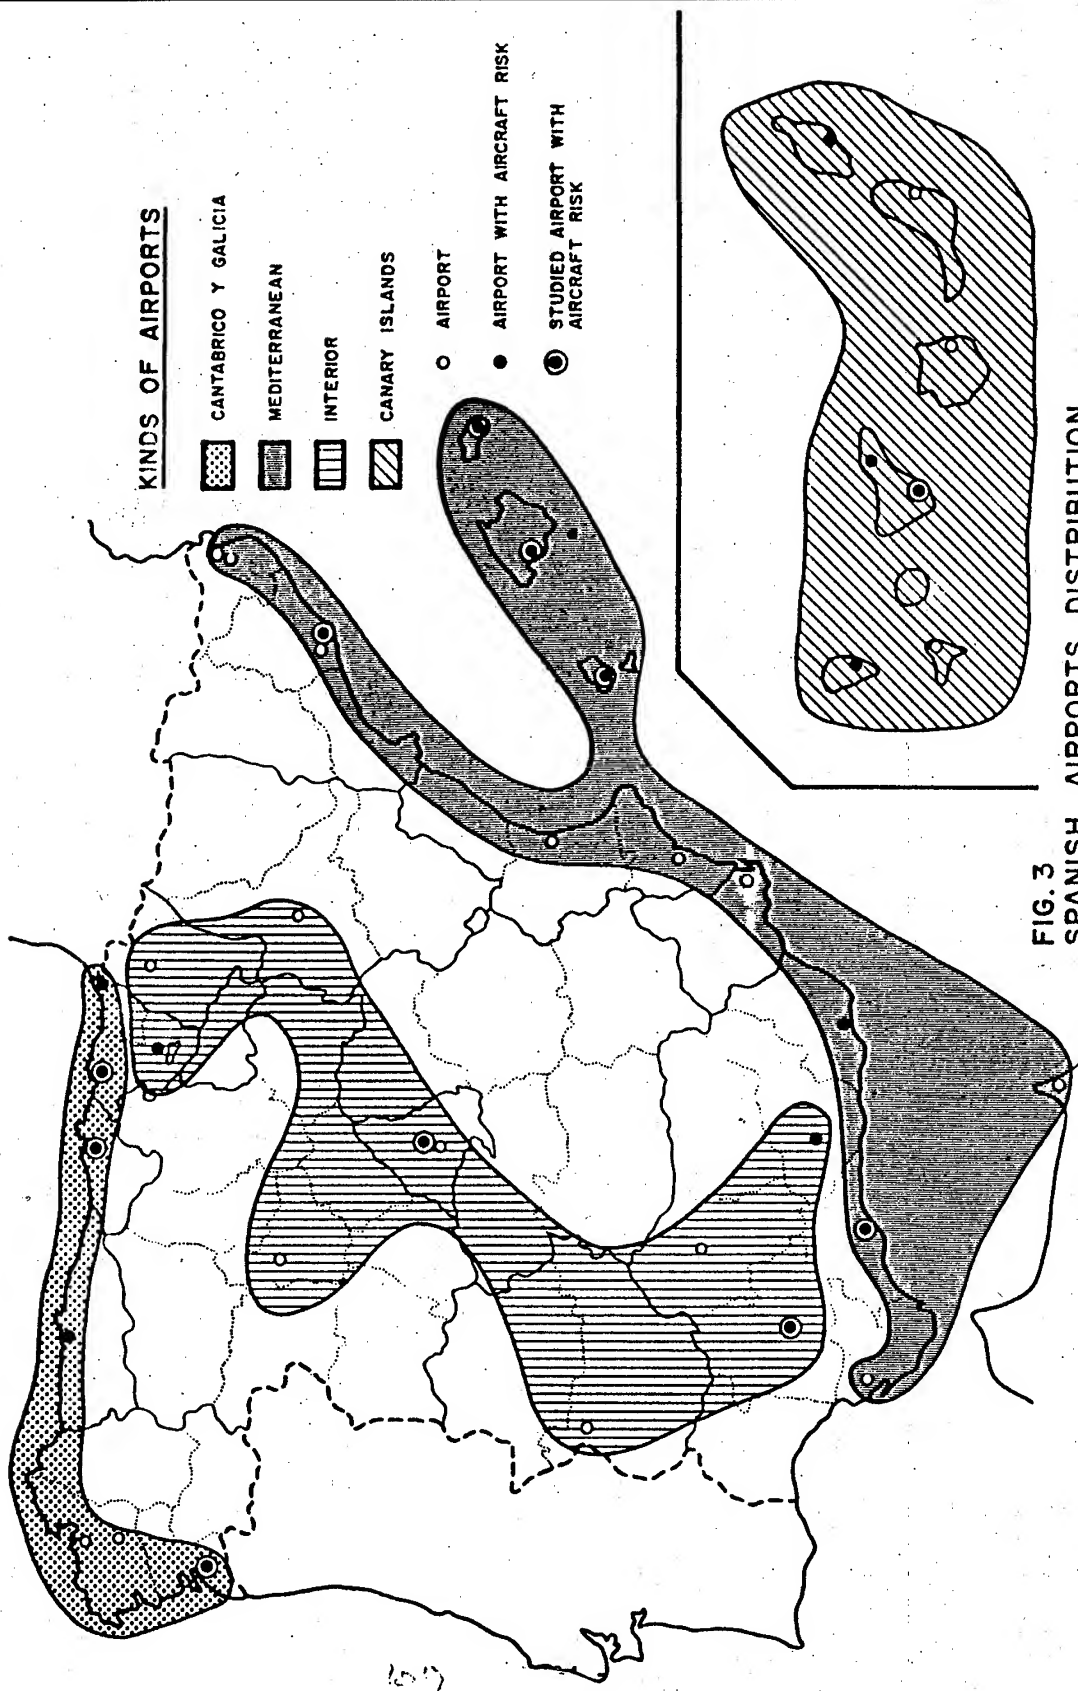 KINDS OF AIRPORTS
CANTABRICO Y GALICIA
MEDITERRANEAN
INTERIOR
CANARY ISLANDS
AIRPORT
AIRPORT WITH AIRCRAFT RISK
STUDIED AIRPORT WITH
AIRCRAFT RISK
FIG. 3
SPANISH AIRPORTS DISTRIBUTION